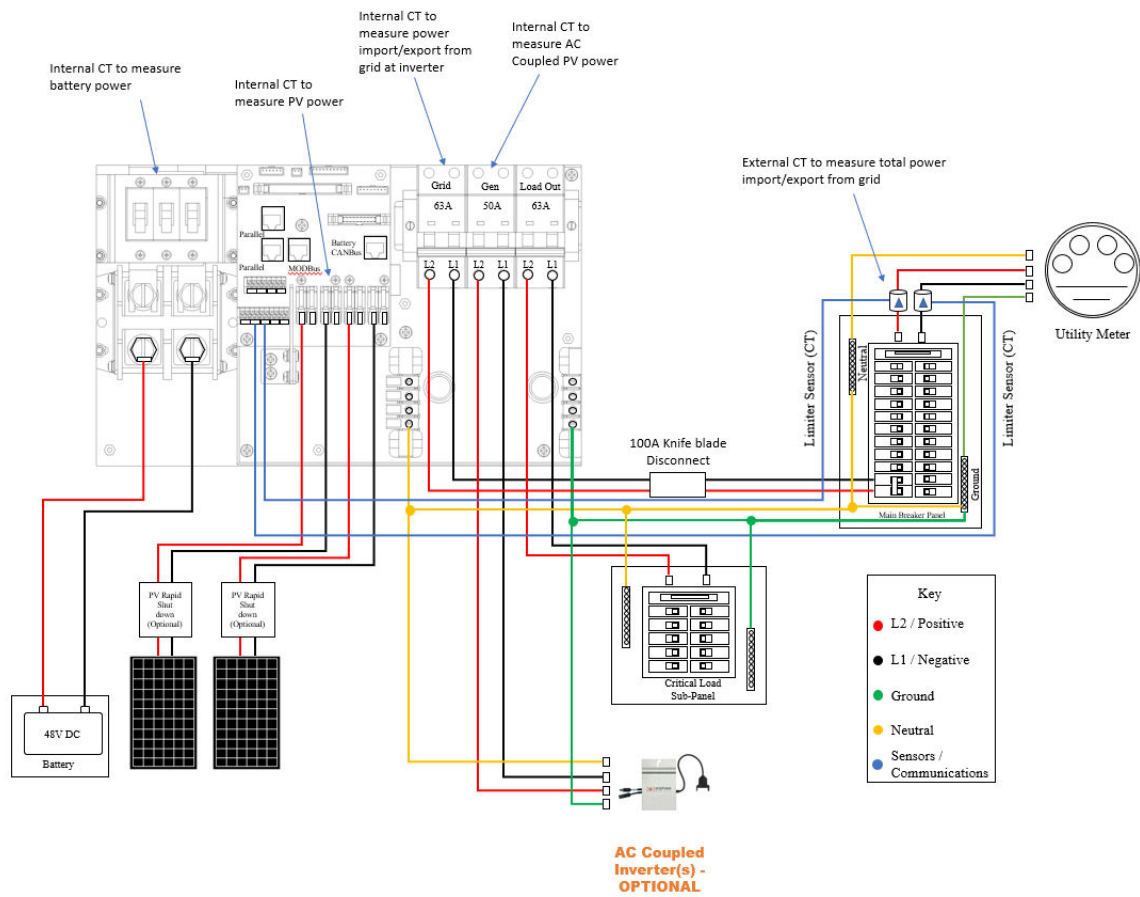 Internal CT to measure
battery power
Internal CT to
measure PV power
Internal CT to
measure power
import/export from
grid at inverter
Internal CT to
measure AC
Coupled PV power
External CT to measure total power
import/export from grid
Grid
Gen
Load Out
63A
50A
63A
L2
L1
L2
L1
L2
L1
Parallel
Parallel
MODBus
Battery
CANBus
Utility Meter
Limiter Sensor (CT)
Neutral
Limiter Sensor (CT)
Ground
Main Breaker Panel
100A Knife blade
Disconnect
PV Rapid
Shut
down
(Optional)
PV Rapid
Shut
down
(Optional)
48V DC
Battery
Critical Load
Sub-Panel
Key
L2 / Positive
L1 / Negative
Ground
Neutral
Sensors /
Communications
AC Coupled
Inverter(s) -
OPTIONAL